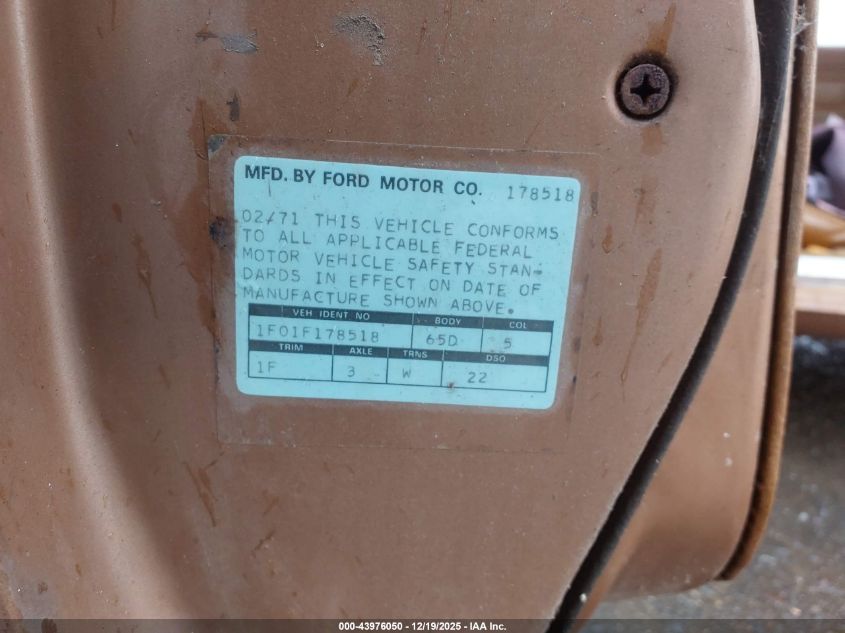 MFD. BY FORD MOTOR CO. 178518
02/71 THIS VEHICLE CONFORMS
TO ALL APPLICABLE FEDERAL
MOTOR VEHICLE SAFETY STAN-
DARDS IN EFFECT ON DATE OF
MANUFACTURE SHOWN ABOVE.
VEH IDENT NO BODY COL
1F01F178518 65D 5
TRIM AXLE TRNS DSO
1F 3 W 22
000-43976050 - 12/19/2025 - IAA Inc.